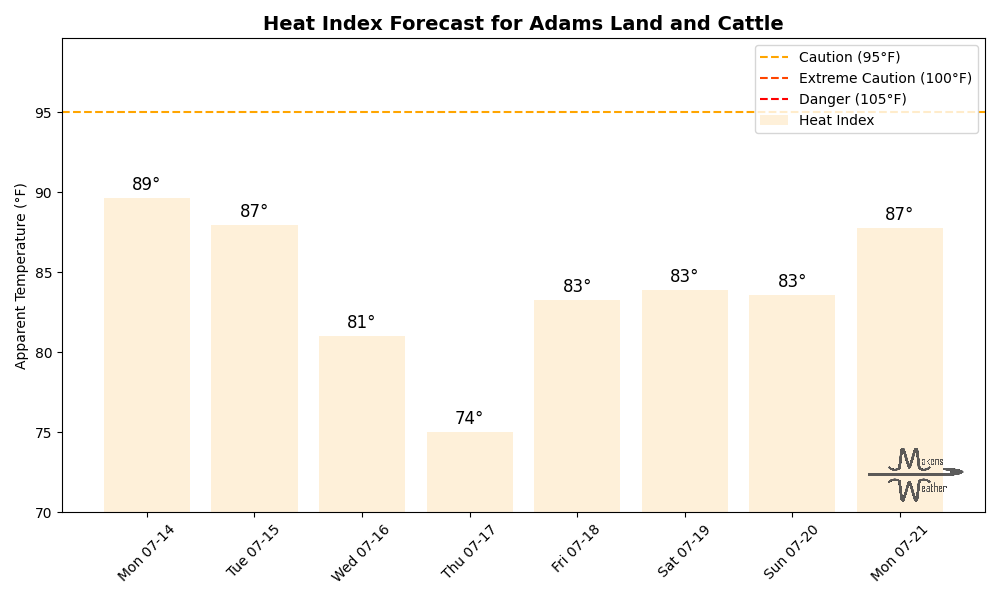 Heat Index Forecast for Adams Land and Cattle
Caution (95°F)
Extreme Caution (100°F)
Danger (105°F)
Heat Index
Apparent Temperature (°F)
95
90
85
80
75
70
89°
87°
81°
74°
83°
83°
83°
87°
Mon 07-14
Tue 07-15
Wed 07-16
Thu 07-17
Fri 07-18
Sat 07-19
Sun 07-20
Mon 07-21
Weather